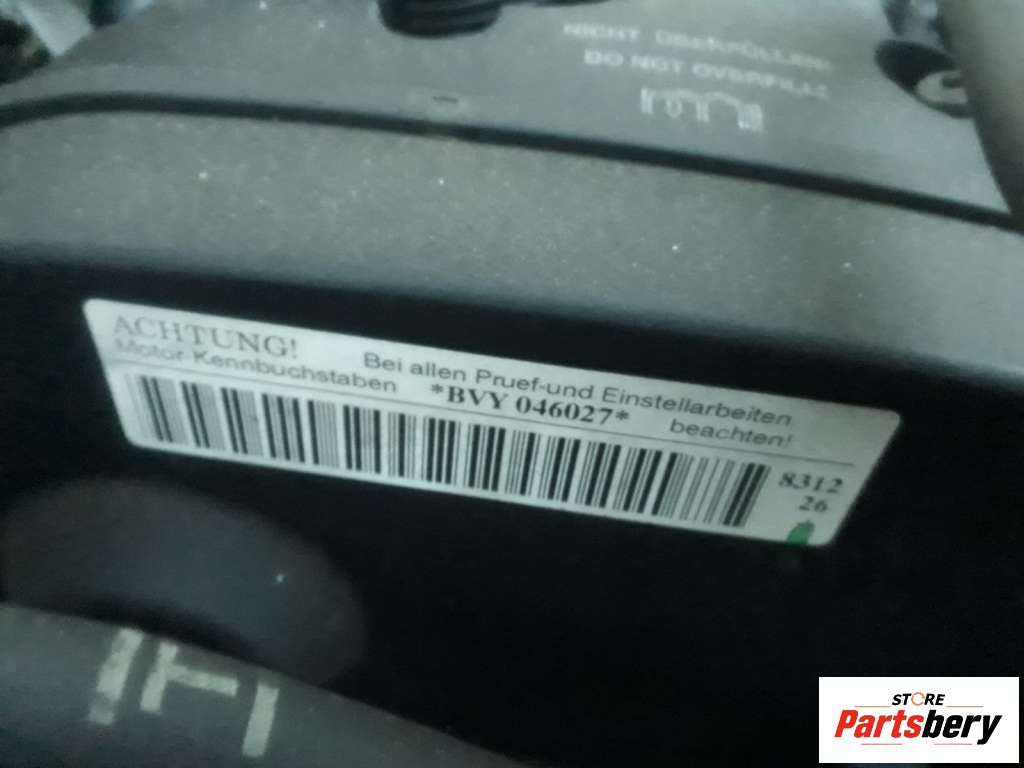 NICHT ÜBERFÜLLEN!
DO NOT OVERFILL!
ACHTUNG! Bei allen Pruef-und Einstellarbeiten
Motor-Kennbuchstaben *BVY 046027* beachten!
8312
26
STORE
Partsbery